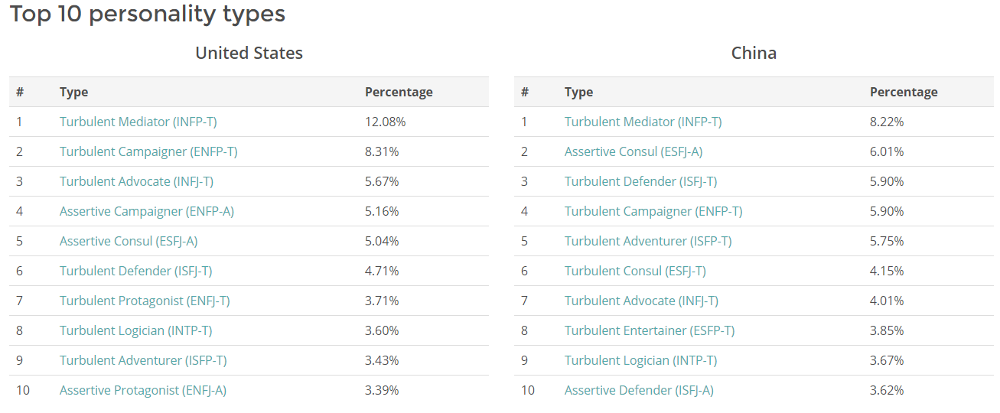 Top 10 personality types
United States
# Type Percentage
1 Turbulent Mediator (INFP-T) 12.08%
2 Turbulent Campaigner (ENFP-T) 8.31%
3 Turbulent Advocate (INFJ-T) 5.67%
4 Assertive Campaigner (ENFP-A) 5.16%
5 Assertive Consul (ESFJ-A) 5.04%
6 Turbulent Defender (ISFJ-T) 4.71%
7 Turbulent Protagonist (ENFJ-T) 3.71%
8 Turbulent Logician (INTP-T) 3.60%
9 Turbulent Adventurer (ISFP-T) 3.43%
10 Assertive Protagonist (ENFJ-A) 3.39%
China
# Type Percentage
1 Turbulent Mediator (INFP-T) 8.22%
2 Assertive Consul (ESFJ-A) 6.01%
3 Turbulent Defender (ISFJ-T) 5.90%
4 Turbulent Campaigner (ENFP-T) 5.90%
5 Turbulent Adventurer (ISFP-T) 5.75%
6 Turbulent Consul (ESFJ-T) 4.15%
7 Turbulent Advocate (INFJ-T) 4.01%
8 Turbulent Entertainer (ESFP-T) 3.85%
9 Turbulent Logician (INTP-T) 3.67%
10 Assertive Defender (ISFJ-A) 3.62%